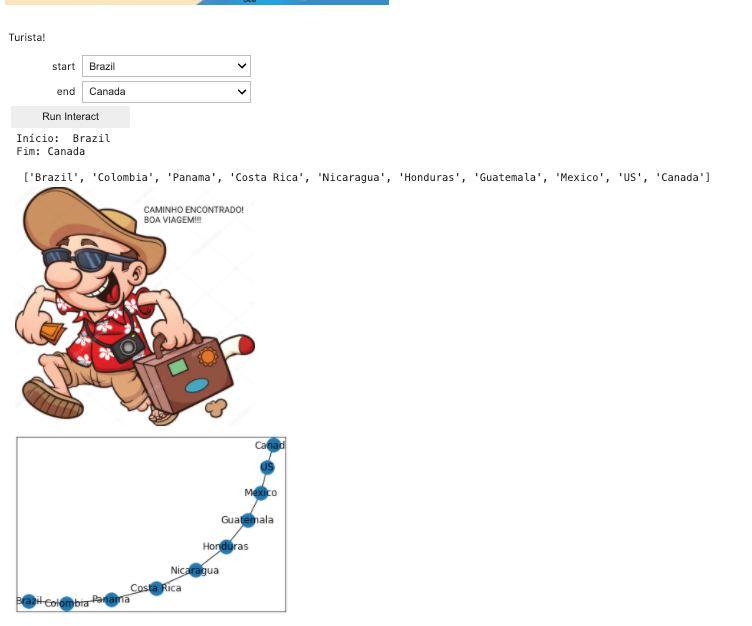 Turista!
start Brazil
end Canada
Run Interact
Início:  Brazil
Fim: Canada
['Brazil', 'Colombia', 'Panama', 'Costa Rica', 'Nicaragua', 'Honduras', 'Guatemala', 'Mexico', 'US', 'Canada']
CAMINHO ENCONTRADO!
BOA VIAGEM!!!
Canad
US
Mexico
Guatemala
Honduras
Nicaragua
Costa Rica
Brazil Colombia Panama